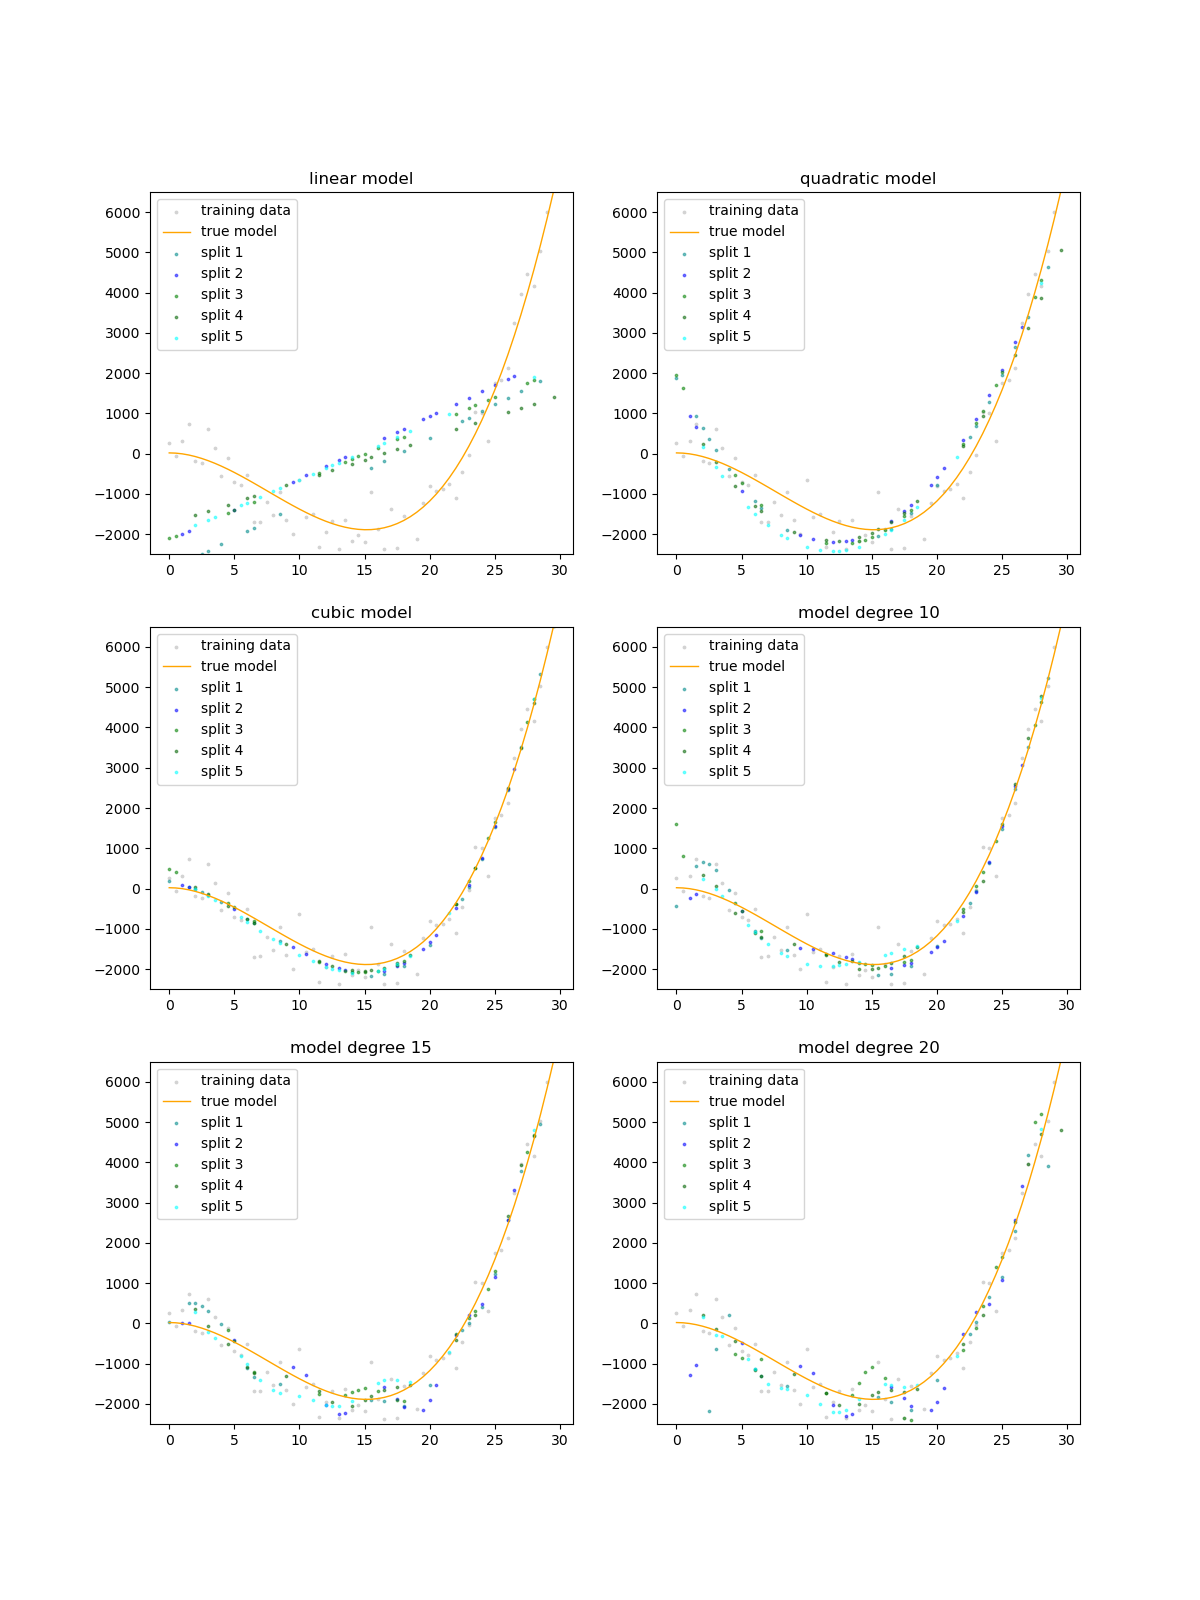 linear model
6000
5000
4000
3000
2000
1000
0
−1000
−2000
training data
true model
split 1
split 2
split 3
split 4
split 5
0 5 10 15 20 25 30
quadratic model
6000
5000
4000
3000
2000
1000
0
−1000
−2000
training data
true model
split 1
split 2
split 3
split 4
split 5
0 5 10 15 20 25 30
cubic model
6000
5000
4000
3000
2000
1000
0
−1000
−2000
training data
true model
split 1
split 2
split 3
split 4
split 5
0 5 10 15 20 25 30
model degree 10
6000
5000
4000
3000
2000
1000
0
−1000
−2000
training data
true model
split 1
split 2
split 3
split 4
split 5
0 5 10 15 20 25 30
model degree 15
6000
5000
4000
3000
2000
1000
0
−1000
−2000
training data
true model
split 1
split 2
split 3
split 4
split 5
0 5 10 15 20 25 30
model degree 20
6000
5000
4000
3000
2000
1000
0
−1000
−2000
training data
true model
split 1
split 2
split 3
split 4
split 5
0 5 10 15 20 25 30